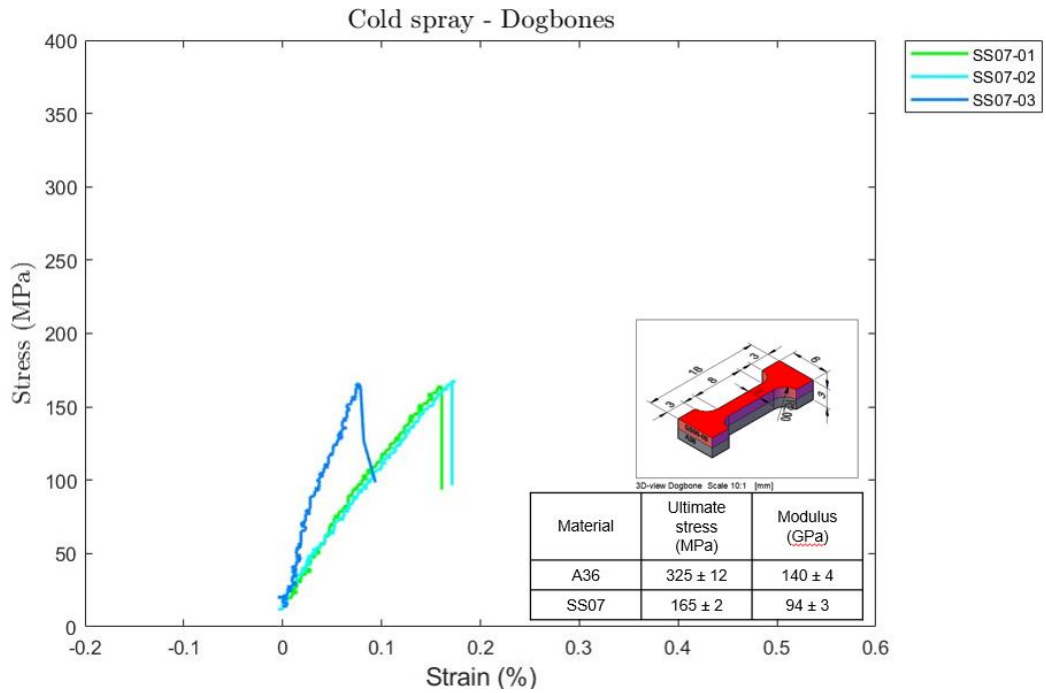 Cold spray - Dogbones
400
350
300
250
200
150
100
50
0
Stress (MPa)
-0.2 -0.1 0 0.1 0.2 0.3 0.4 0.5 0.6
Strain (%)
SS07-01
SS07-02
SS07-03
18
3
8
3
6
3
A36
3D-view Dogbone Scale 10:1 [mm]
Material Ultimate stress (MPa) Modulus (GPa)
A36 325 ± 12 140 ± 4
SS07 165 ± 2 94 ± 3